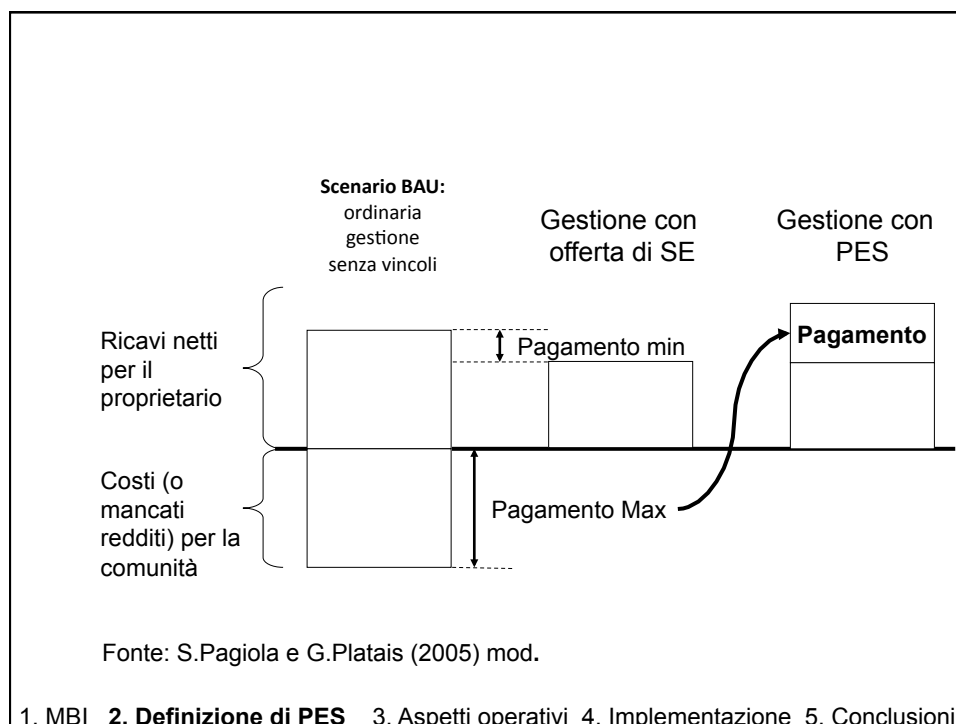 Scenario BAU:
ordinaria
gestione
senza vincoli
Gestione con
offerta di SE
Gestione con
PES
Ricavi netti
per il
proprietario
Pagamento min
Pagamento
Costi (o
mancati
redditi) per la
comunità
Pagamento Max
Fonte: S.Pagiola e G.Platais (2005) mod.
1. MBI 2. Definizione di PES 3. Aspetti operativi 4. Implementazione 5. Conclusioni